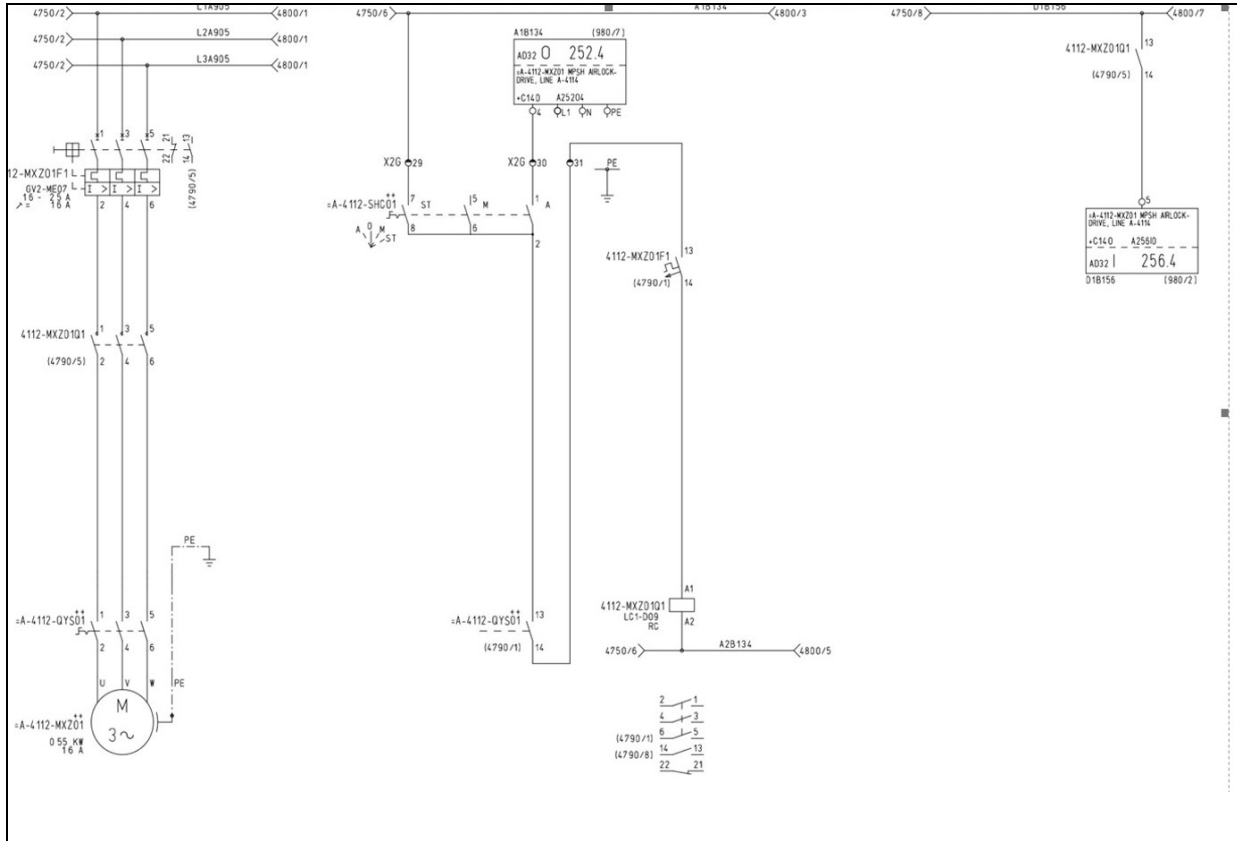 4750/2 L1A905 4800/1
4750/2 L2A905 4800/1
4750/2 L3A905 4800/1
1 3 5 21 13
22 14
(4790/5)
12-MXZ01F1
GV2-ME07
16 - 25 A
= 16 A
I > I > I >
2 4 6
4112-MXZ01Q1
1 3 5
(4790/5)
2 4 6
PE
=A-4112-QYS01
++
1 3 5
2 4 6
U V W PE
M
3~
++
=A-4112-MXZ01
0 55 KW
1 6 A
4750/6 A1B134 4800/3
A1B134 (980/7)
AD32 O 252.4
=A-4112-MXZ01 MPSH AIRLOCK-
DRIVE, LINE A-4114
+C140 A25204
4 L1 N PE
X2G 29
X2G 30
31
PE
++
=A-4112-SHC01
7 ST
8
5 M
6
1 A
2
A 0 M ST
4112-MXZ01F1
13
(4790/1)
14
++
=A-4112-QYS01
13
(4790/1)
14
A1
4112-MXZ01Q1
LC1-D09
RC
A2
4750/6 A2B134 4800/5
2 1
4 3
(4790/1) 6 5
(4790/8) 14 13
22 21
4750/8 D1B156 4800/7
4112-MXZ01Q1
13
(4790/5)
14
5
=A-4112-MXZ01 MPSH AIRLOCK-
DRIVE, LINE A-4114
+C140 A25610
AD32 I 256.4
D1B156 (980/2)